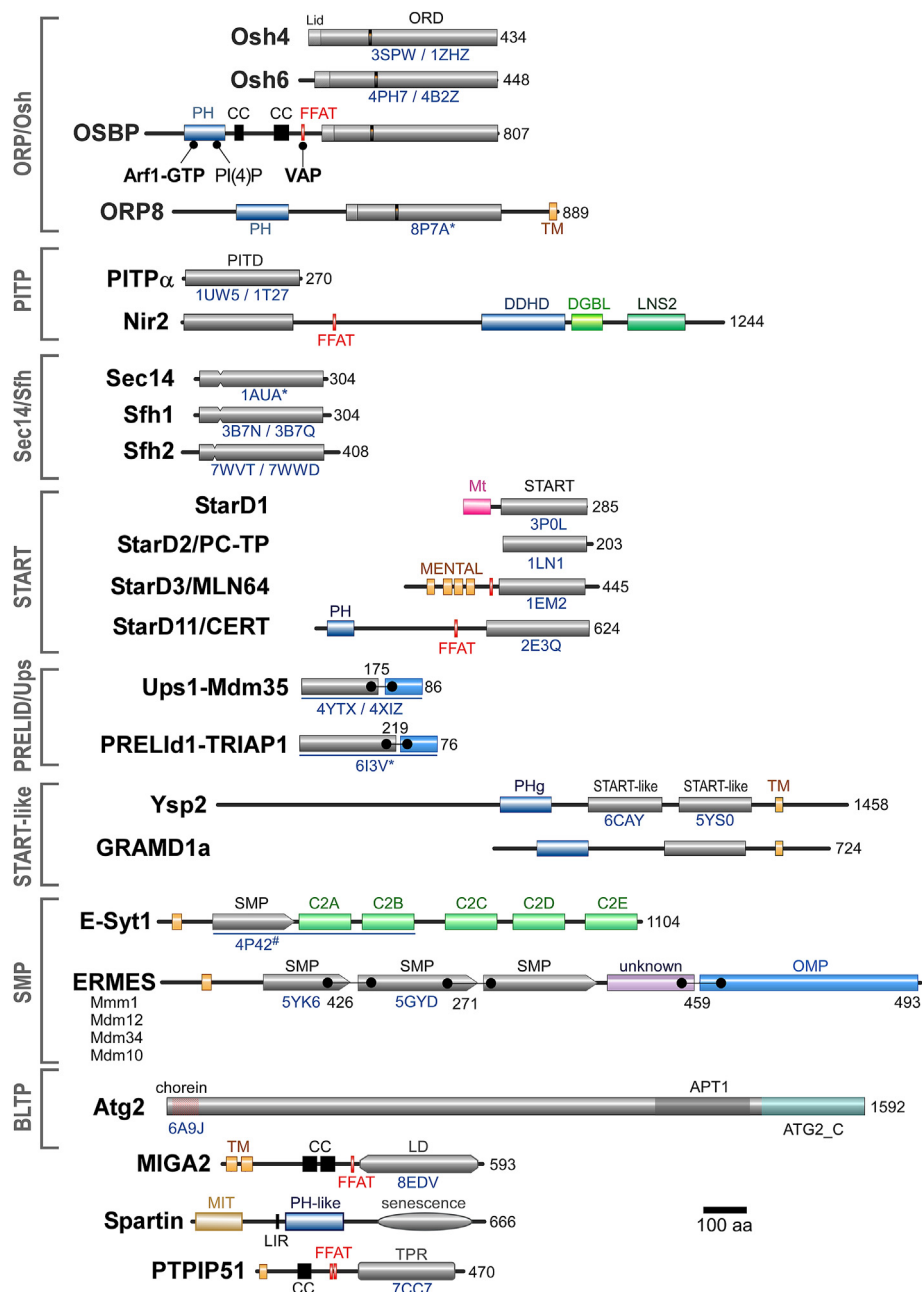 ORP/Osh
Lid ORD
Osh4 434
3SPW / 1ZHZ
Osh6 448
4PH7 / 4B2Z
PH CC CC FFAT
OSBP 807
Arf1-GTP PI(4)P VAP
ORP8 889
PH 8P7A* TM
PITP
PITD
PITPα 270
1UW5 / 1T27
DDHD DGBL LNS2
Nir2 1244
FFAT
Sec14/Sfh
Sec14 304
1AUA*
Sfh1 304
3B7N / 3B7Q
Sfh2 408
7WVT / 7WWD
START
Mt START
StarD1 285
3P0L
StarD2/PC-TP 203
1LN1
MENTAL
StarD3/MLN64 445
1EM2
PH
StarD11/CERT 624
FFAT 2E3Q
PRELID/Ups
175
Ups1-Mdm35 86
4YTX / 4XIZ
219
PRELId1-TRIAP1 76
6I3V*
START-like
PHg START-like START-like TM
Ysp2 1458
6CAY 5YS0
GRAMD1a 724
SMP
SMP C2A C2B C2C C2D C2E
E-Syt1 1104
4P42#
SMP SMP SMP unknown OMP
ERMES
5YK6 426 5GYD 271 459 493
Mmm1
Mdm12
Mdm34
Mdm10
BLTP
chorein APT1
Atg2 1592
6A9J ATG2_C
TM CC LD
MIGA2 593
FFAT 8EDV
MIT PH-like senescence
Spartin 666
LIR
100 aa
FFAT TPR
PTPIP51 470
CC 7CC7